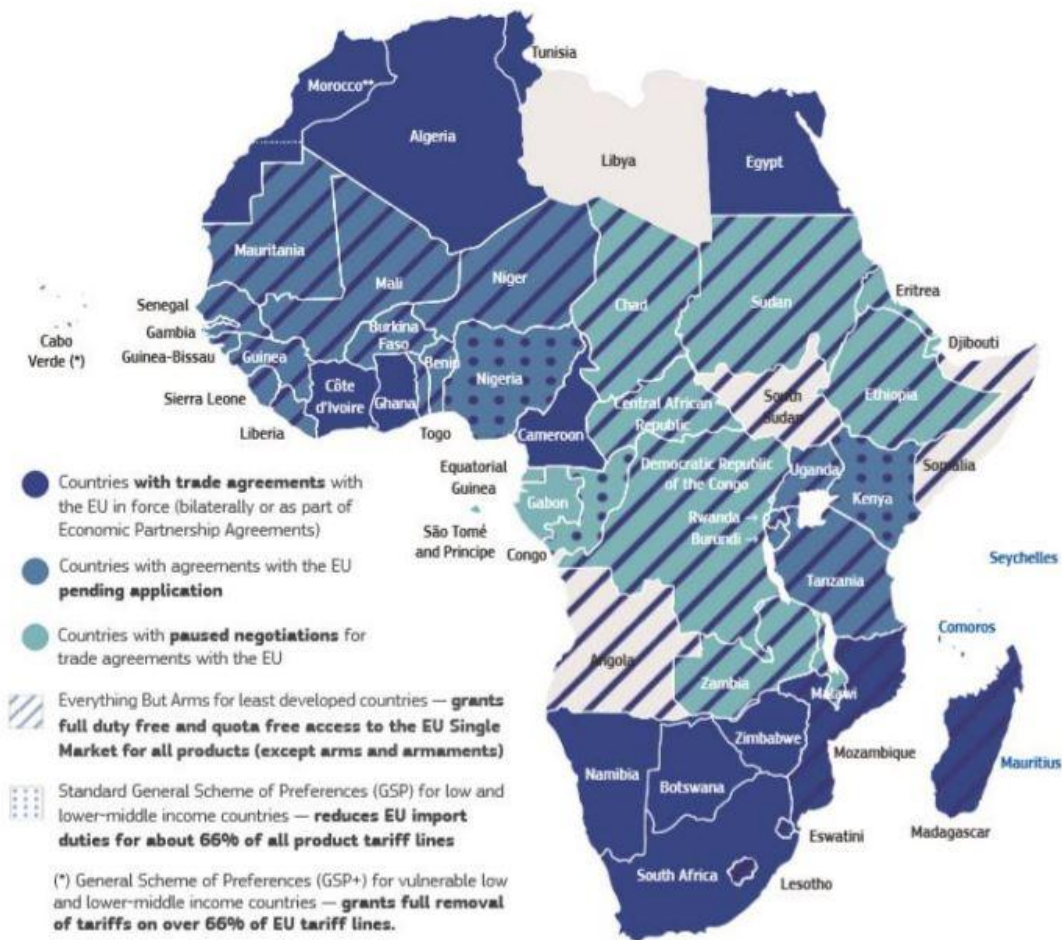 Tunisia
Morocco**
Algeria
Libya
Egypt
Mauritania
Mali
Niger
Chad
Sudan
Eritrea
Senegal
Gambia
Cabo
Verde (*)
Guinea-Bissau
Guinea
Burkina
Faso
Benin
Nigeria
Djibouti
Sierra Leone
Côte
d'Ivoire
Ghana
Liberia
Togo
Cameroon
Central African
Republic
South
Sudan
Ethiopia
Somalia
Equatorial
Guinea
Gabon
São Tomé
and Principe
Congo
Democratic Republic
of the Congo
Uganda
Kenya
Rwanda →
Burundi →
Tanzania
Seychelles
Comoros
Angola
Zambia
Malawi
Zimbabwe
Mozambique
Mauritius
Namibia
Botswana
Madagascar
Eswatini
South Africa
Lesotho
Countries with trade agreements with
the EU in force (bilaterally or as part of
Economic Partnership Agreements)
Countries with agreements with the EU
pending application
Countries with paused negotiations for
trade agreements with the EU
Everything But Arms for least developed countries — grants
full duty free and quota free access to the EU Single
Market for all products (except arms and armaments)
Standard General Scheme of Preferences (GSP) for low and
lower-middle income countries — reduces EU import
duties for about 66% of all product tariff lines
(*) General Scheme of Preferences (GSP+) for vulnerable low
and lower-middle income countries — grants full removal
of tariffs on over 66% of EU tariff lines.